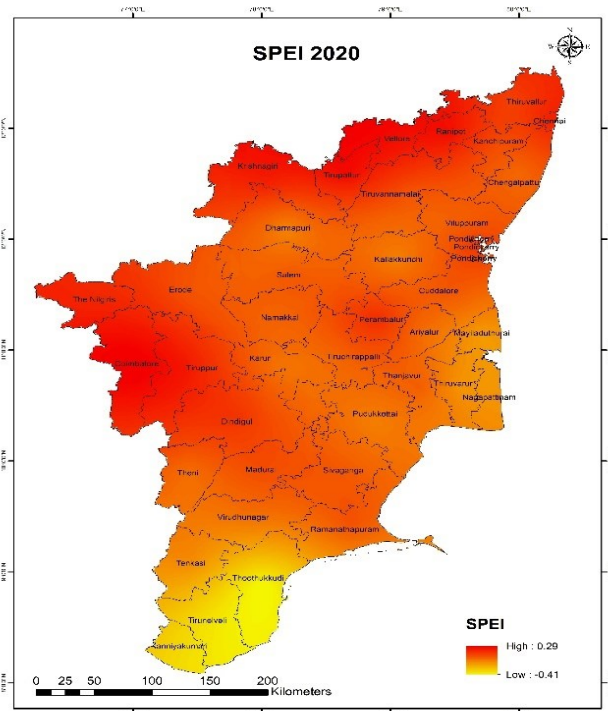 SPEI 2020
N
Thiruvallur
Chennai
Ranipet
Vellore
Kanchipuram
Krishnagiri
Tirupattur
Chengalpattu
Tiruvannamalai
Viluppuram
Dharmapuri
Pondicherry
Kallakkurichi
Salem
Cuddalore
Erode
The Nilgiris
Namakkal
Perambalur
Ariyalur
Mayiladuthurai
Coimbatore
Karur
Tiruchirappalli
Tiruppur
Thanjavur
Thiruvarur
Nagapattinam
Pudukkottai
Dindigul
Theni
Madurai
Sivaganga
Virudhunagar
Ramanathapuram
Tenkasi
Thoothukkudi
Tirunelveli
Kanniyakumari
SPEI
High : 0.29
Low : -0.41
0 25 50 100 150 200
Kilometers